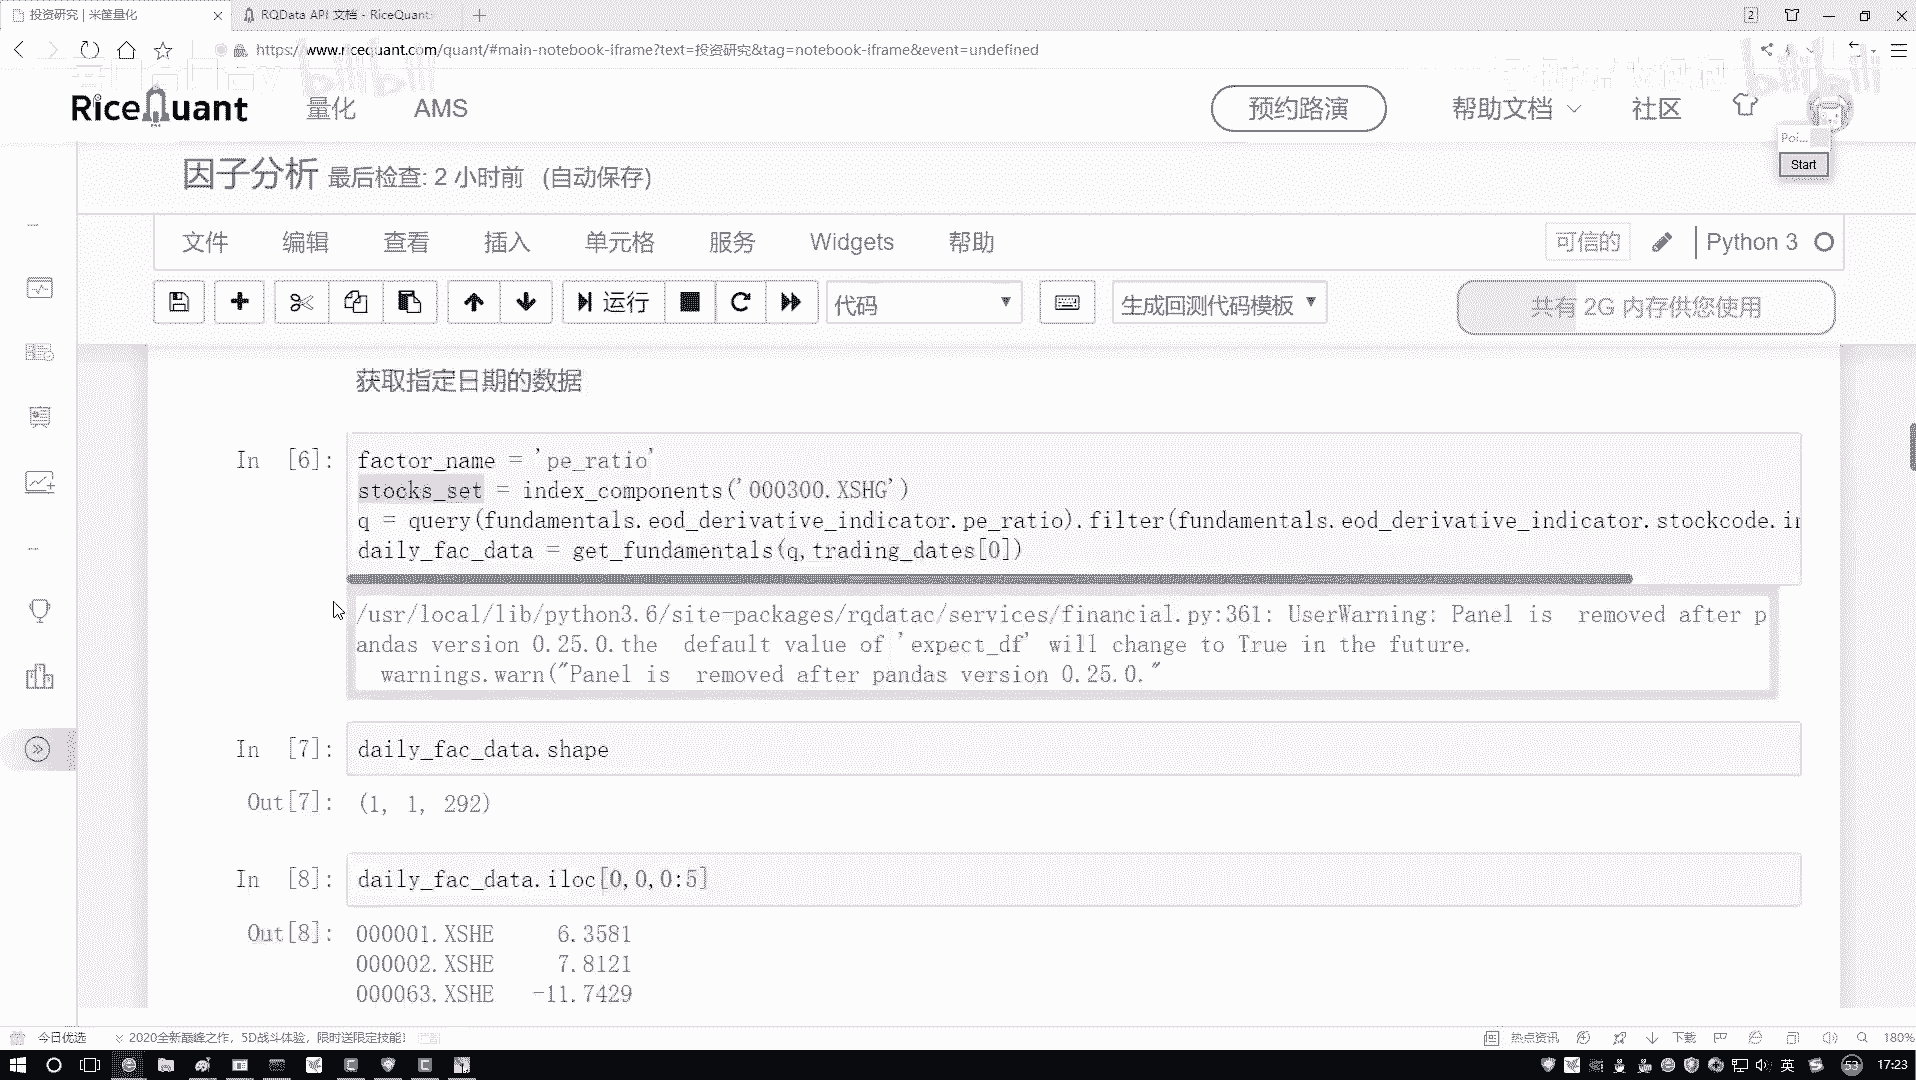 投资研究 | 米筐量化
RQData API 文档 - RiceQuant
2
https://www.ricequant.com/quant/#main-notebook-iframe?text=投资研究&tag=notebook-iframe&event=undefined
bilibili
bilibili
RiceQuant
量化
AMS
预约路演
帮助文档
社区
Poi...
Start
因子分析 最后检查: 2 小时前 (自动保存)
文件 编辑 查看 插入 单元格 服务 Widgets 帮助
可信的
Python 3
运行
代码
生成回测代码模板
共有 2G 内存供您使用
获取指定日期的数据
In [6]:
factor_name = 'pe_ratio'
stocks_set = index_components('000300.XSHG')
q = query(fundamentals.eod_derivative_indicator.pe_ratio).filter(fundamentals.eod_derivative_indicator.stockcode.in
daily_fac_data = get_fundamentals(q,trading_dates[0])
/usr/local/lib/python3.6/site-packages/rqdatac/services/financial.py:361: UserWarning: Panel is  removed after p
andas version 0.25.0.the  default value of 'expect_df' will change to True in the future.
warnings.warn("Panel is  removed after pandas version 0.25.0."
In [7]: daily_fac_data.shape
Out[7]: (1, 1, 292)
In [8]: daily_fac_data.iloc[0,0,0:5]
Out[8]: 000001.XSHE 6.3581
000002.XSHE 7.8121
000063.XSHE -11.7429
今日优选
2020全新巅峰之作，5D战斗体验，限时送限定技能！
热点资讯
下载
180%
英
53
17:23